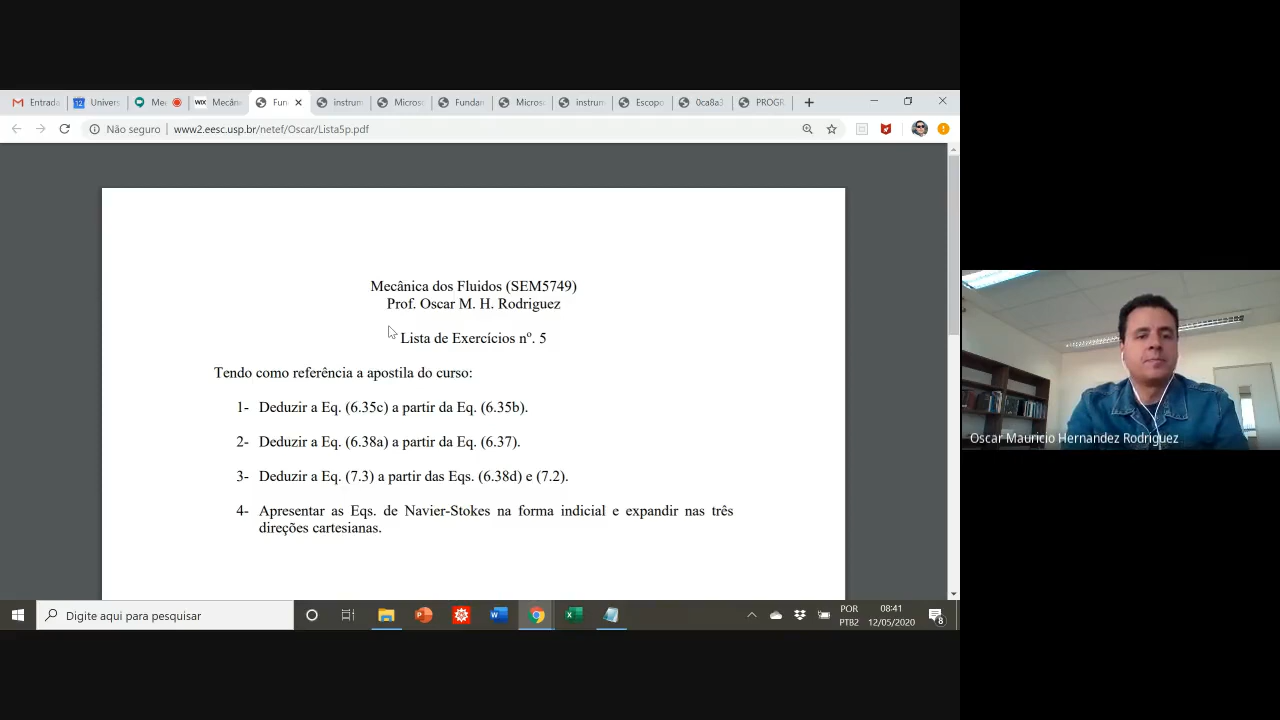 Entrada
Univers
Me
WIX Mecân
Fun
instrum
Micros
Fundar
Micros
instrum
Escopo
0ca8a3
PROGR
Não seguro
www2.eesc.usp.br/netef/Oscar/Lista5p.pdf
Mecânica dos Fluidos (SEM5749)
Prof. Oscar M. H. Rodriguez
Lista de Exercícios nº. 5
Tendo como referência a apostila do curso:
1- Deduzir a Eq. (6.35c) a partir da Eq. (6.35b).
2- Deduzir a Eq. (6.38a) a partir da Eq. (6.37).
3- Deduzir a Eq. (7.3) a partir das Eqs. (6.38d) e (7.2).
4- Apresentar as Eqs. de Navier-Stokes na forma indicial e expandir nas três
direções cartesianas.
Oscar Mauricio Hernandez Rodriguez
Digite aqui para pesquisar
POR
PTB2
08:41
12/05/2020
8